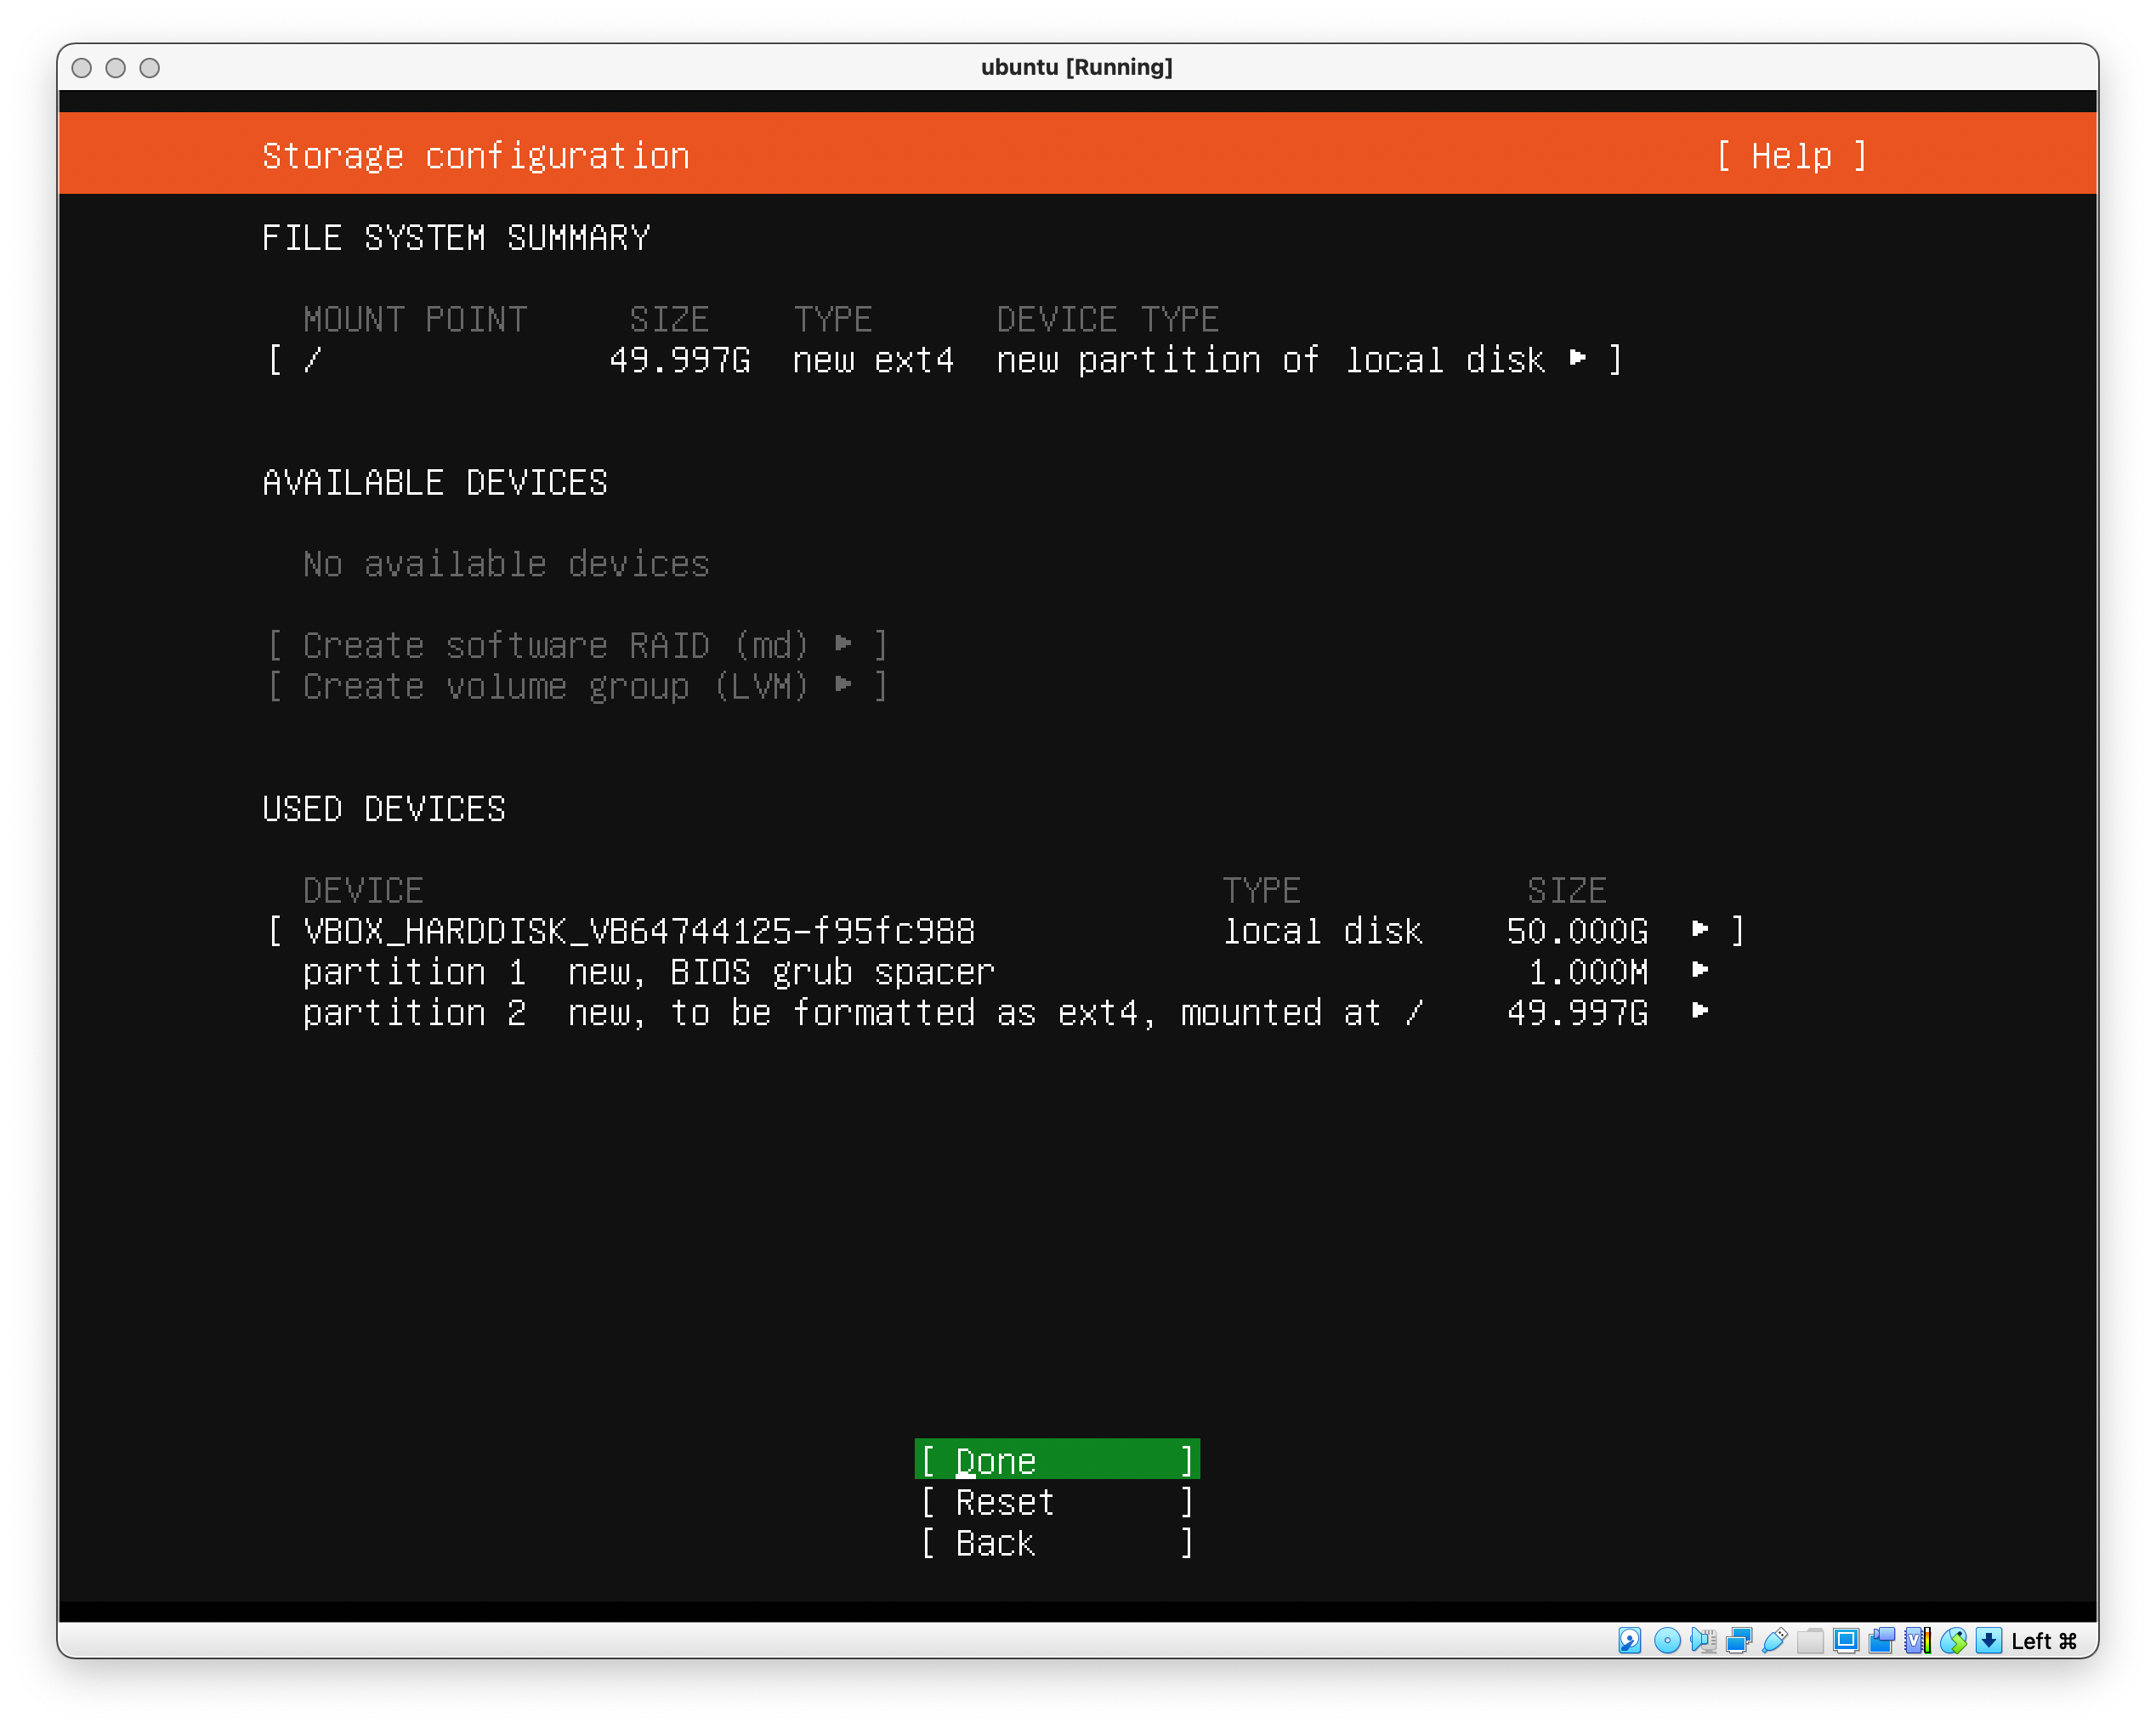 ubuntu [Running]
Storage configuration [ Help ]
FILE SYSTEM SUMMARY
MOUNT POINT SIZE TYPE DEVICE TYPE
[ / 49.997G new ext4 new partition of local disk ▸ ]
AVAILABLE DEVICES
No available devices
[ Create software RAID (md) ▸ ]
[ Create volume group (LVM) ▸ ]
USED DEVICES
DEVICE TYPE SIZE
[ VBOX_HARDDISK_VB64744125-f95fc988 local disk 50.000G ▸ ]
partition 1 new, BIOS grub spacer 1.000M ▸
partition 2 new, to be formatted as ext4, mounted at / 49.997G ▸
[ Done ]
[ Reset ]
[ Back ]
Left ⌘